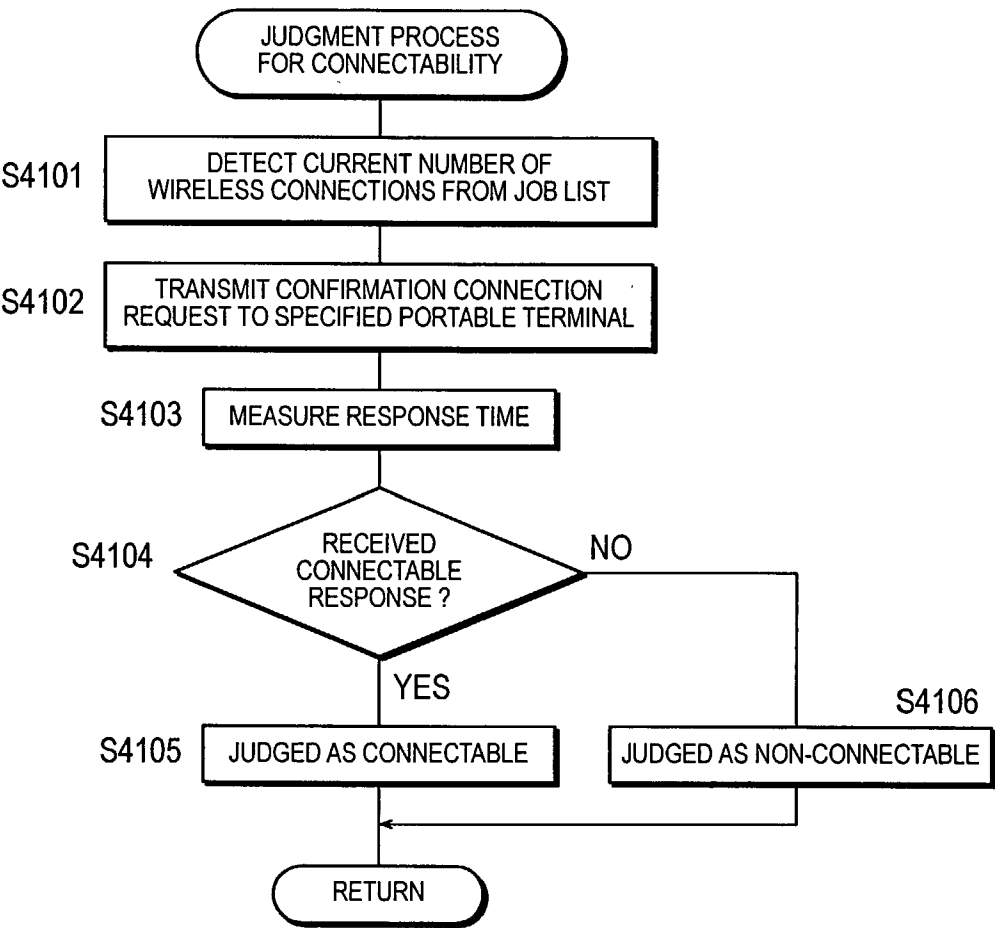 JUDGMENT PROCESS
FOR CONNECTABILITY
S4101
DETECT CURRENT NUMBER OF
WIRELESS CONNECTIONS FROM JOB LIST
S4102
TRANSMIT CONFIRMATION CONNECTION
REQUEST TO SPECIFIED PORTABLE TERMINAL
S4103
MEASURE RESPONSE TIME
S4104
RECEIVED
CONNECTABLE
RESPONSE ?
NO
YES
S4105
JUDGED AS CONNECTABLE
S4106
JUDGED AS NON-CONNECTABLE
RETURN